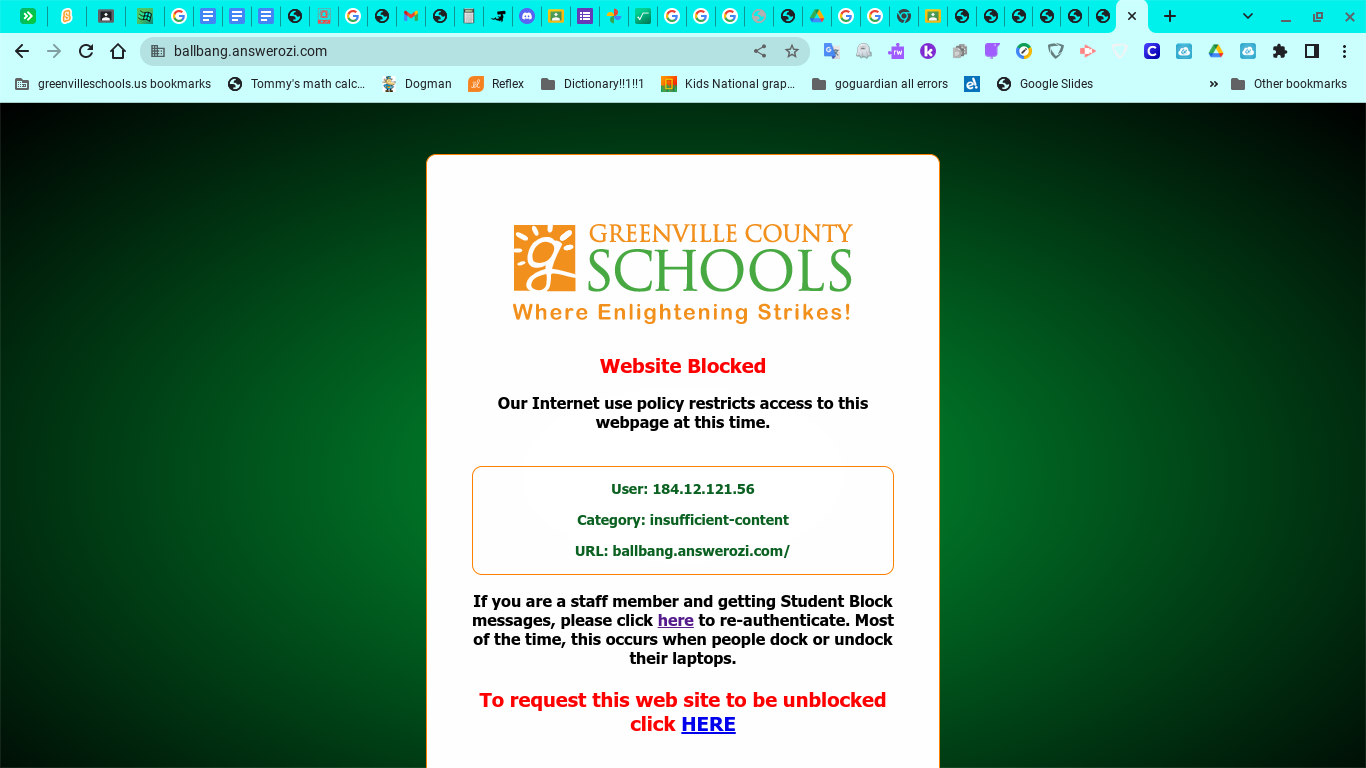 ballbang.answerozi.com
greenvilleschools.us bookmarks
Tommy's math calc...
Dogman
Reflex
Dictionary!!1!!1
Kids National grap...
goguardian all errors
Google Slides
Other bookmarks
GREENVILLE COUNTY
SCHOOLS
Where Enlightening Strikes!
Website Blocked
Our Internet use policy restricts access to this
webpage at this time.
User: 184.12.121.56
Category: insufficient-content
URL: ballbang.answerozi.com/
If you are a staff member and getting Student Block
messages, please click here to re-authenticate. Most
of the time, this occurs when people dock or undock
their laptops.
To request this web site to be unblocked
click HERE